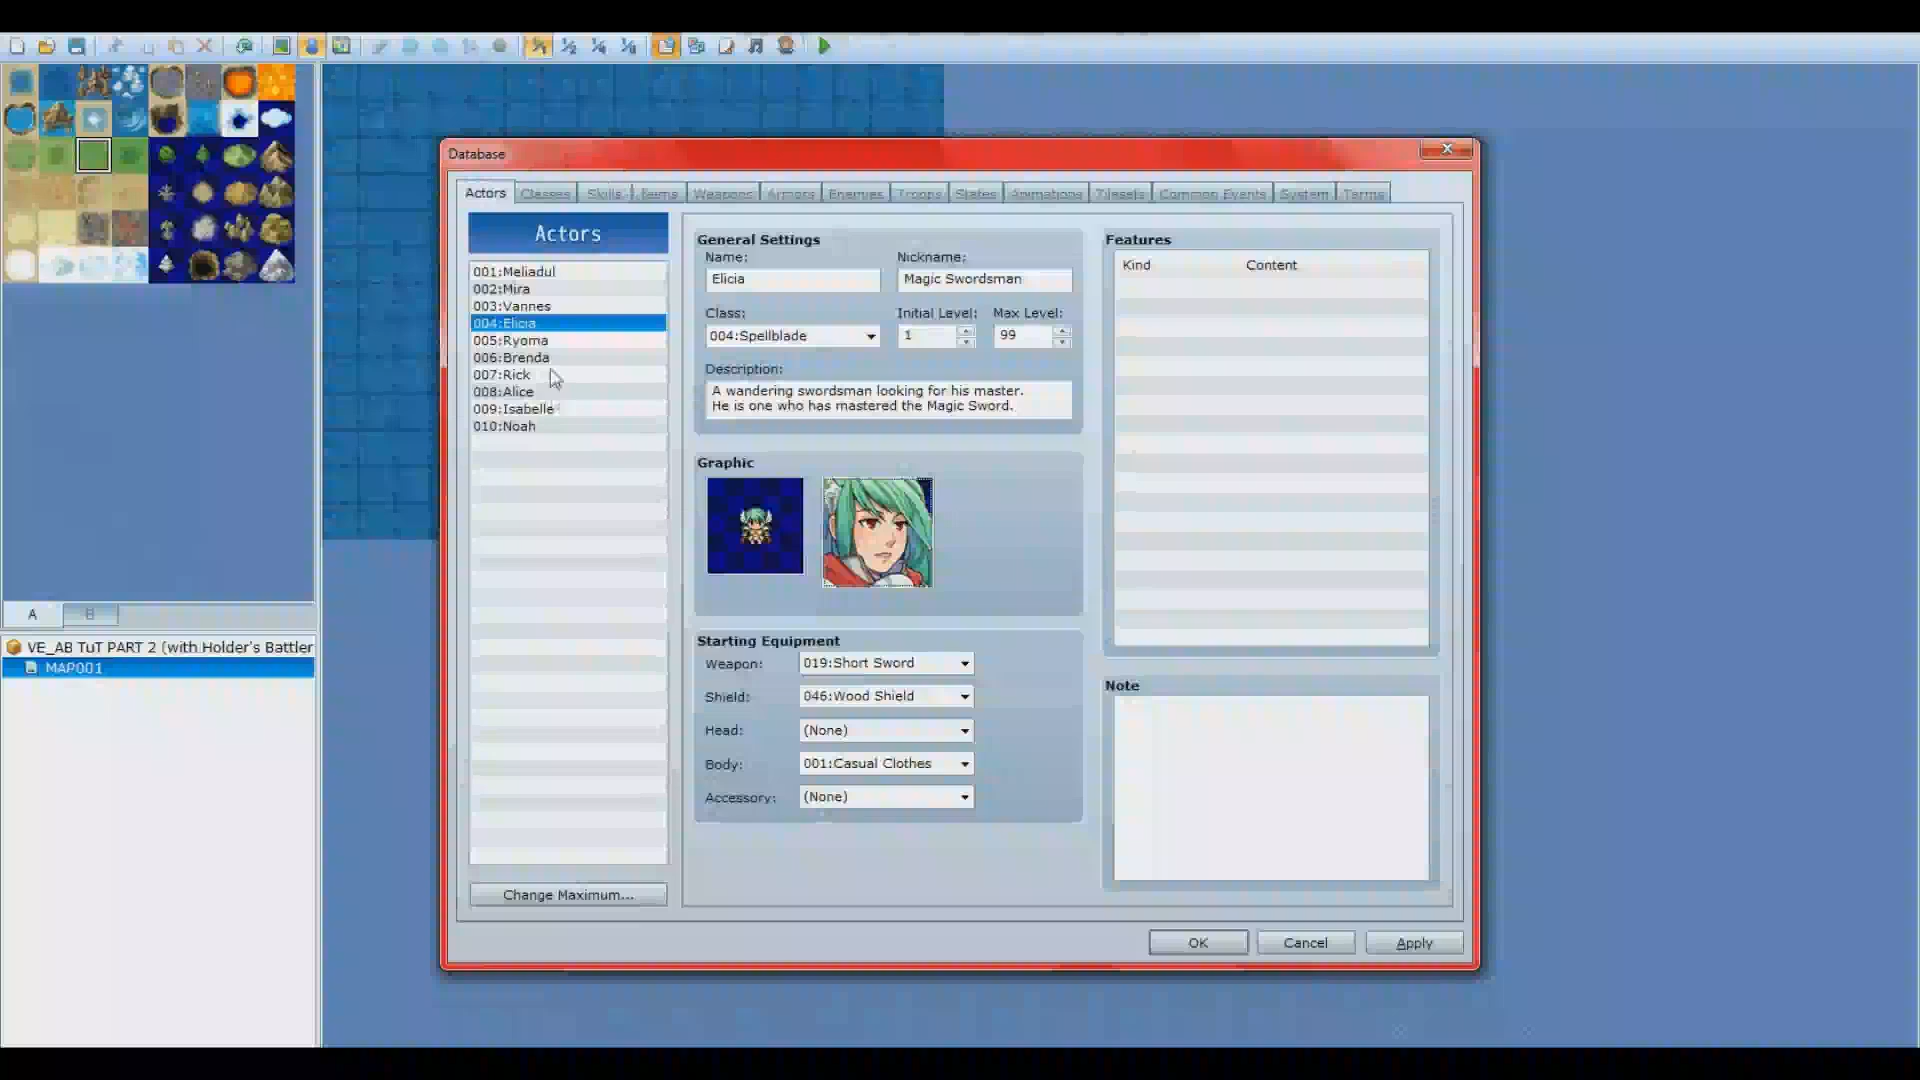 Database
Actors Classes Skills Items Weapons Armors Enemies Troops States Animations Tilesets Common Events System Terms
Actors
001:Meliadul
002:Mira
003:Vannes
004:Elicia
005:Ryoma
006:Brenda
007:Rick
008:Alice
009:Isabelle
010:Noah
Change Maximum...
General Settings
Name: Nickname:
Elicia Magic Swordsman
Class: Initial Level: Max Level:
004:Spellblade 1 99
Description:
A wandering swordsman looking for his master.
He is one who has mastered the Magic Sword.
Graphic
Starting Equipment
Weapon: 019:Short Sword
Shield: 046:Wood Shield
Head: (None)
Body: 001:Casual Clothes
Accessory: (None)
Features
Kind Content
Note
OK Cancel Apply
A B
VE_AB TuT PART 2 (with Holder's Battler
MAP001